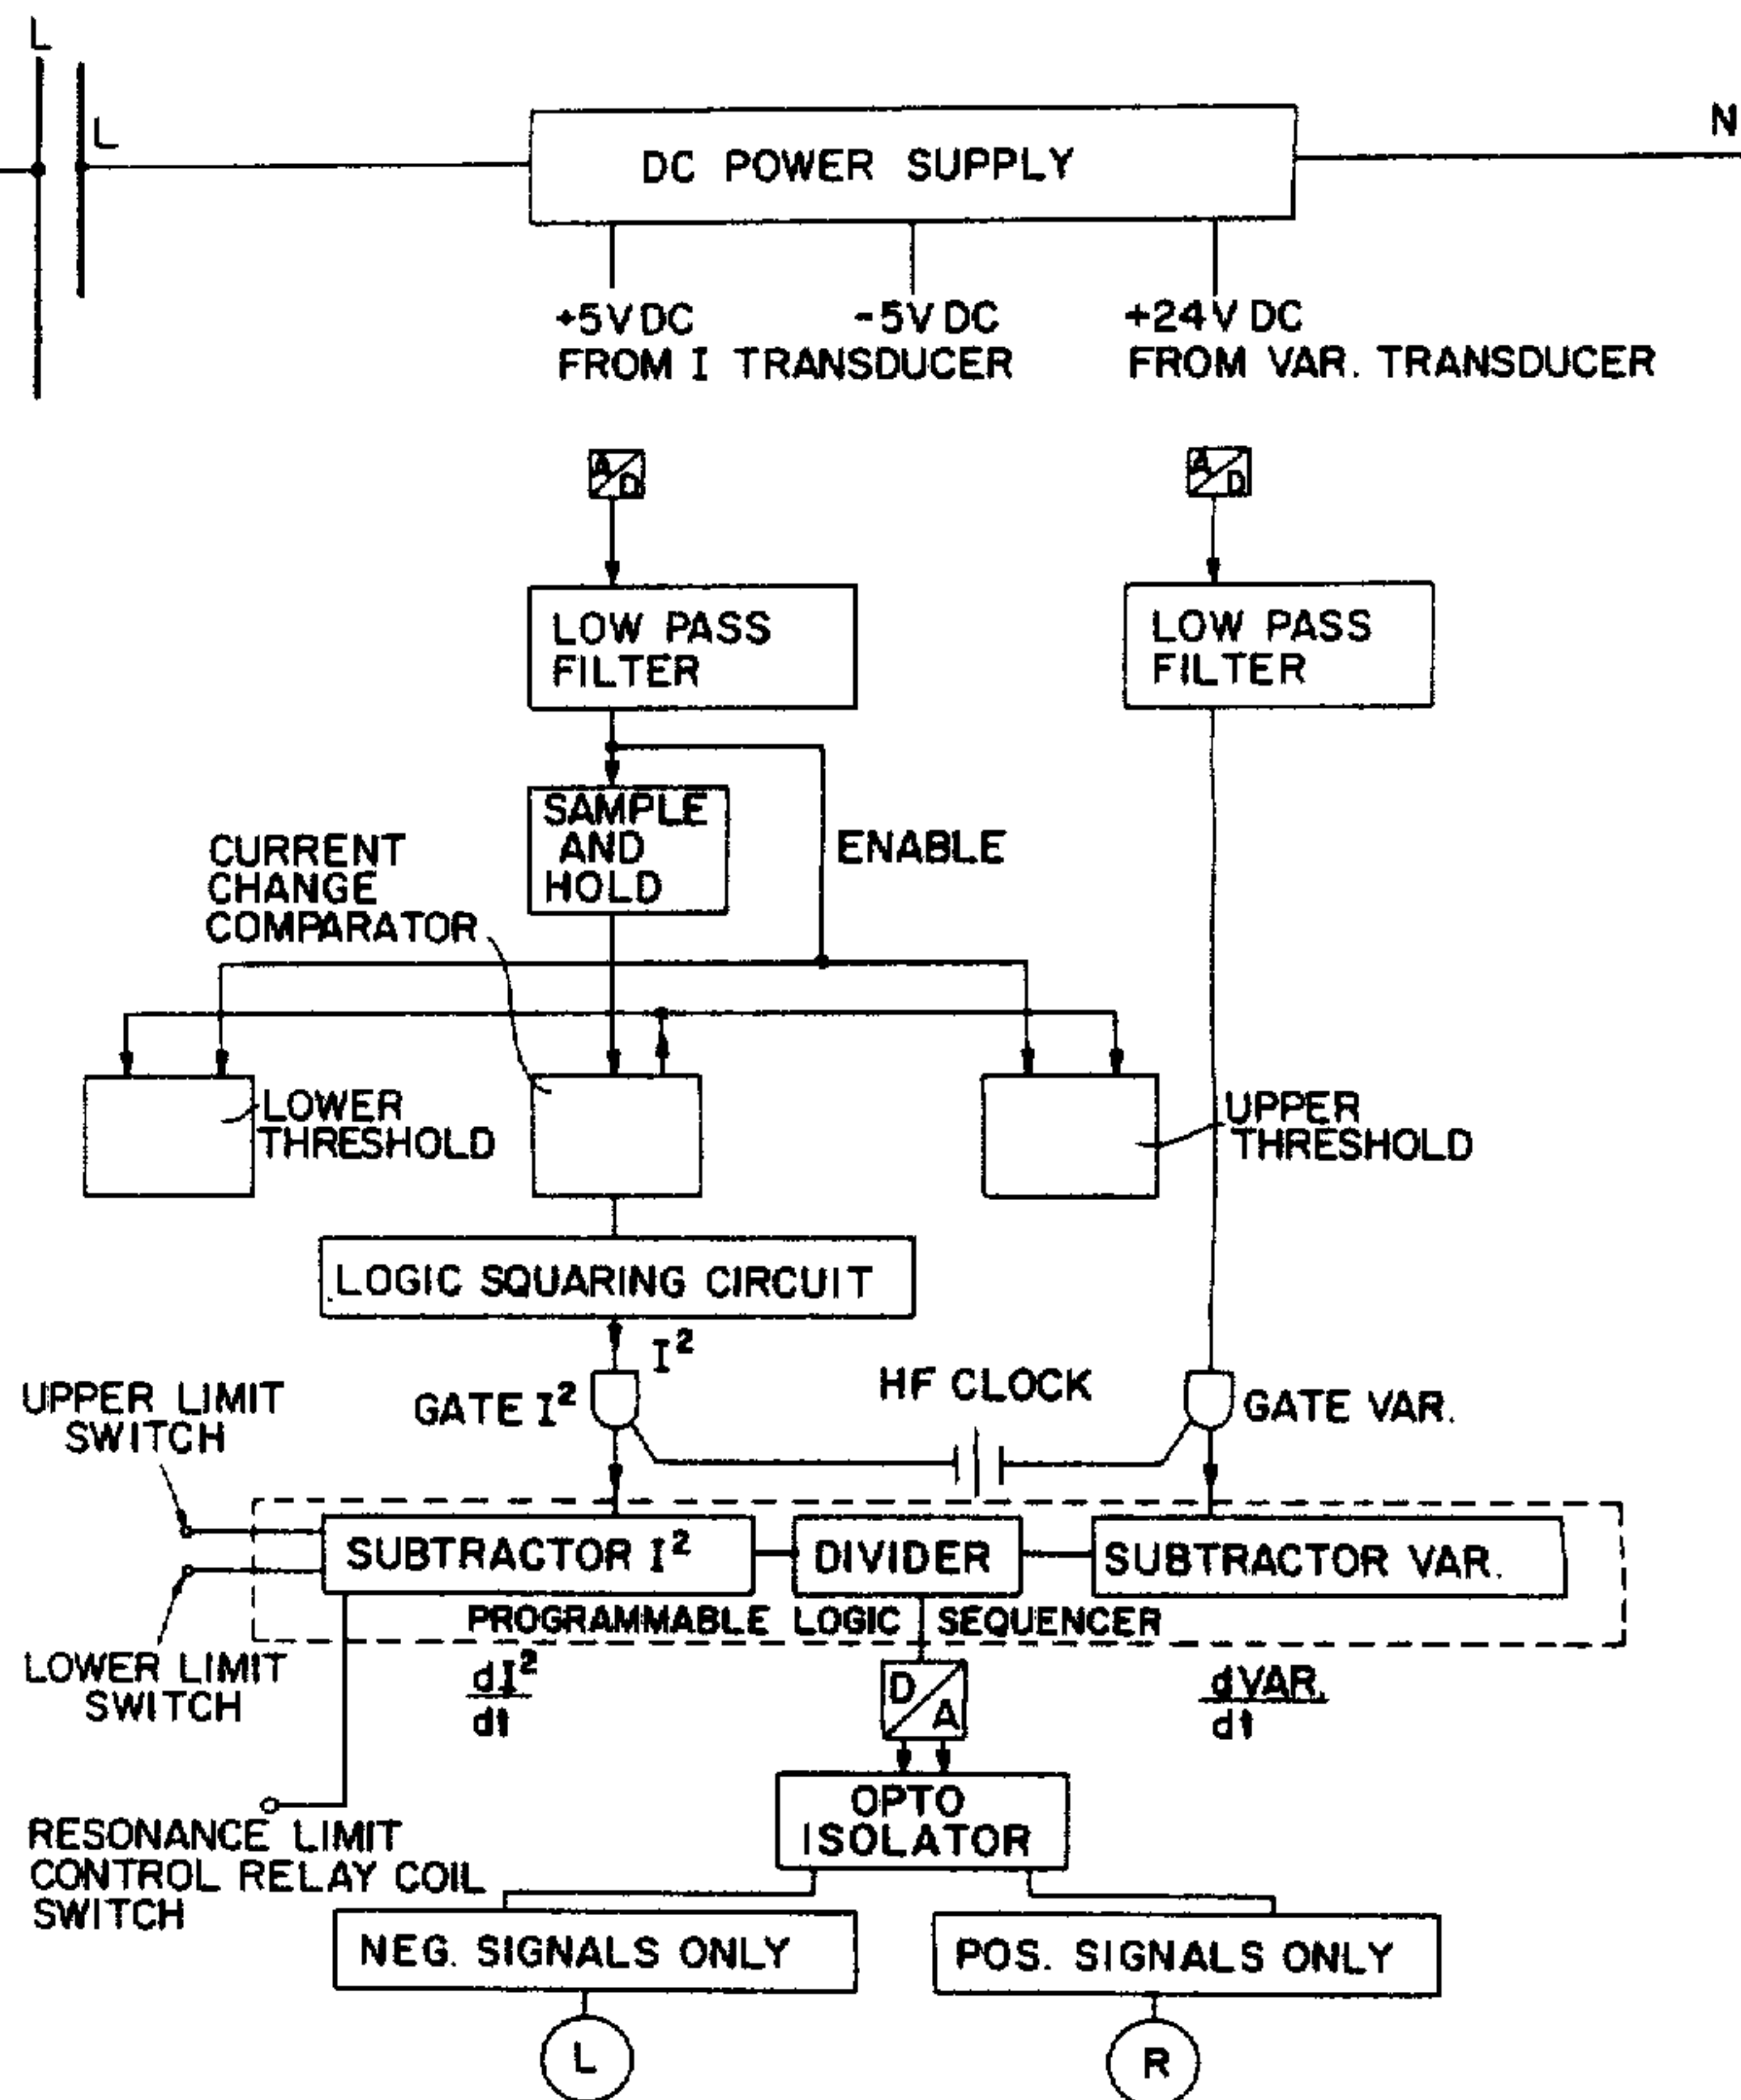 L
L
N
DC POWER SUPPLY
+5V DC
-5V DC
+24V DC
FROM I TRANSDUCER
FROM VAR. TRANSDUCER
A/D
A/D
LOW PASS
FILTER
LOW PASS
FILTER
SAMPLE
AND
HOLD
ENABLE
CURRENT
CHANGE
COMPARATOR
LOWER
THRESHOLD
UPPER
THRESHOLD
LOGIC SQUARING CIRCUIT
I²
GATE I²
HF CLOCK
GATE VAR.
UPPER LIMIT
SWITCH
SUBTRACTOR I²
DIVIDER
SUBTRACTOR VAR.
PROGRAMMABLE LOGIC SEQUENCER
LOWER LIMIT
SWITCH
dI²
dt
D/A
dVAR.
dt
OPTO
ISOLATOR
RESONANCE LIMIT
CONTROL RELAY COIL
SWITCH
NEG. SIGNALS ONLY
POS. SIGNALS ONLY
L
R